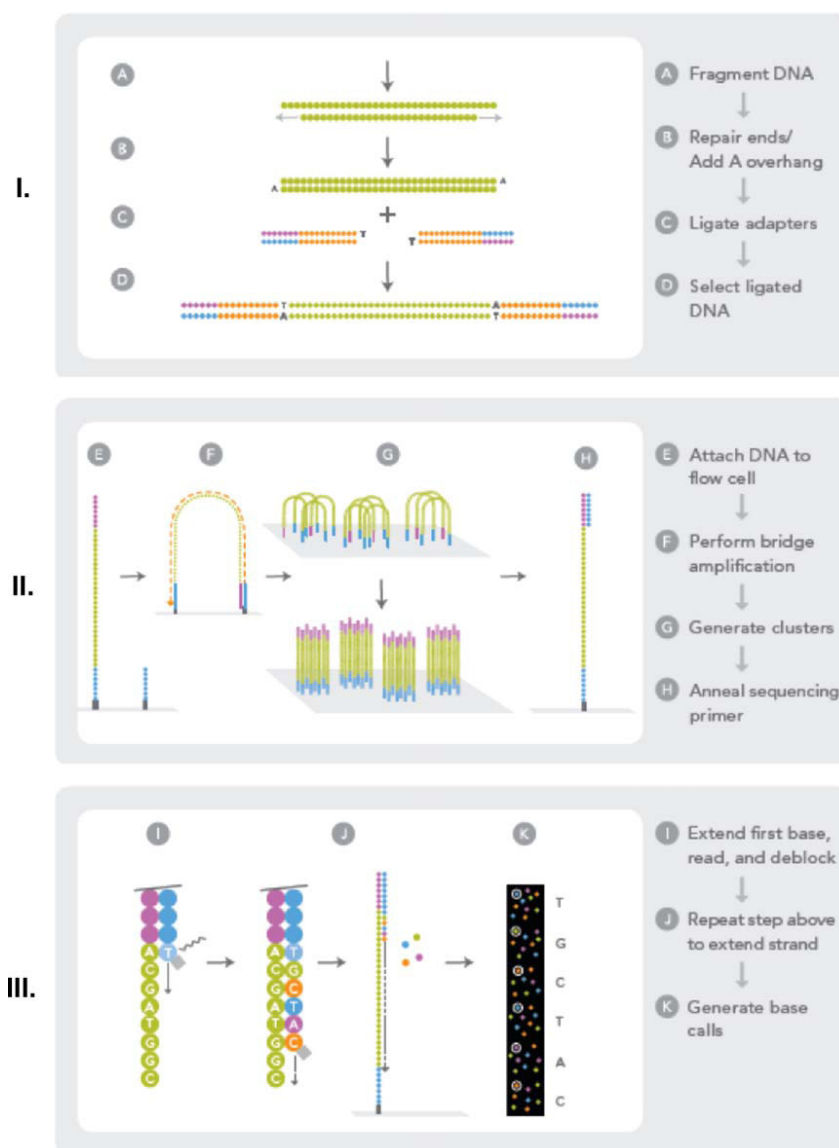 I.
A
B
C
D
A
A
+
T
T
T
A
A
T
A Fragment DNA
B Repair ends/
Add A overhang
C Ligate adapters
D Select ligated
DNA
II.
E
F
G
H
E Attach DNA to
flow cell
F Perform bridge
amplification
G Generate clusters
H Anneal sequencing
primer
III.
I
J
K
A T
C
G
A
T
G
G
C
A T
C G
G C
A T
T A
G C
G
C
T
G
C
T
A
C
I Extend first base,
read, and deblock
J Repeat step above
to extend strand
K Generate base
calls